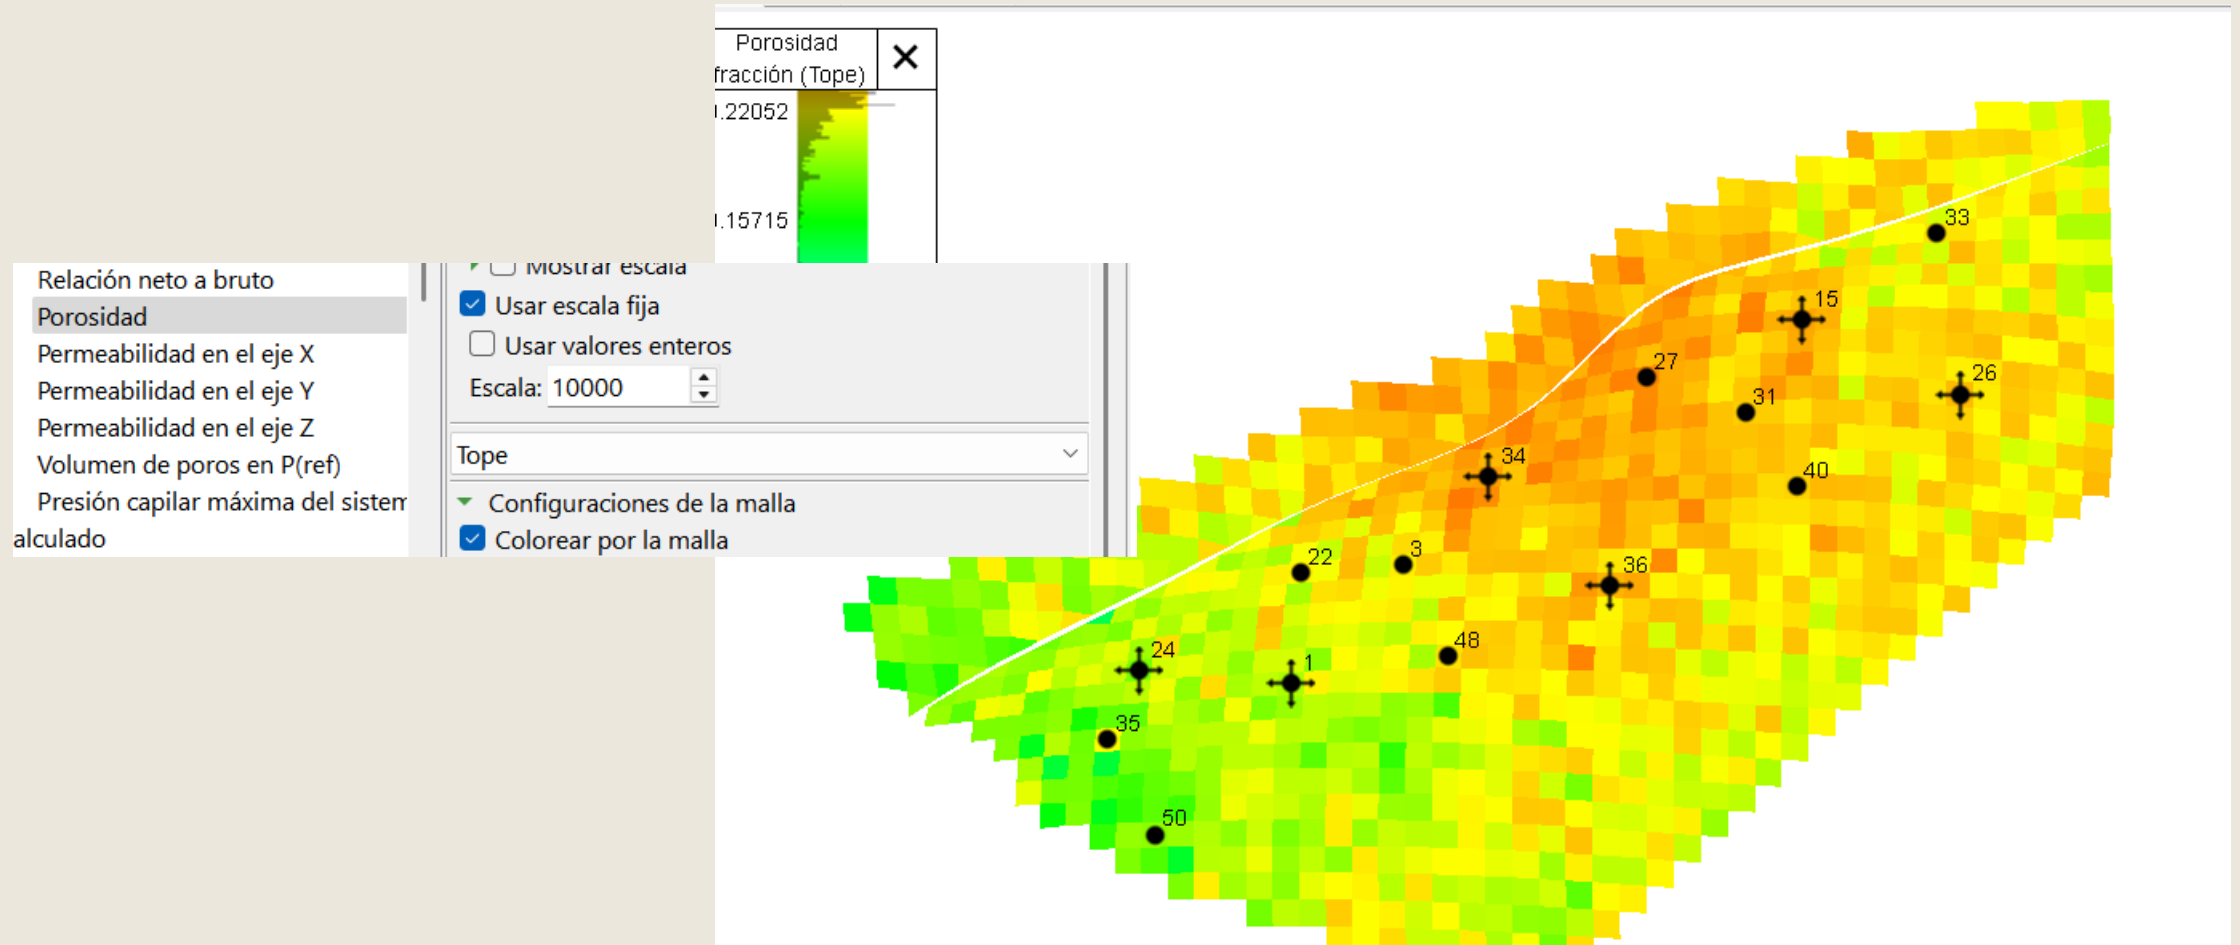 Porosidad
fracción (Tope)
.22052
.15715
Relación neto a bruto
Porosidad
Permeabilidad en el eje X
Permeabilidad en el eje Y
Permeabilidad en el eje Z
Volumen de poros en P(ref)
Presión capilar máxima del sistem
alculado
Mostrar escala
Usar escala fija
Usar valores enteros
Escala: 10000
Tope
Configuraciones de la malla
Colorear por la malla
33
15
27
26
31
34
40
3
22
36
48
24
1
35
50